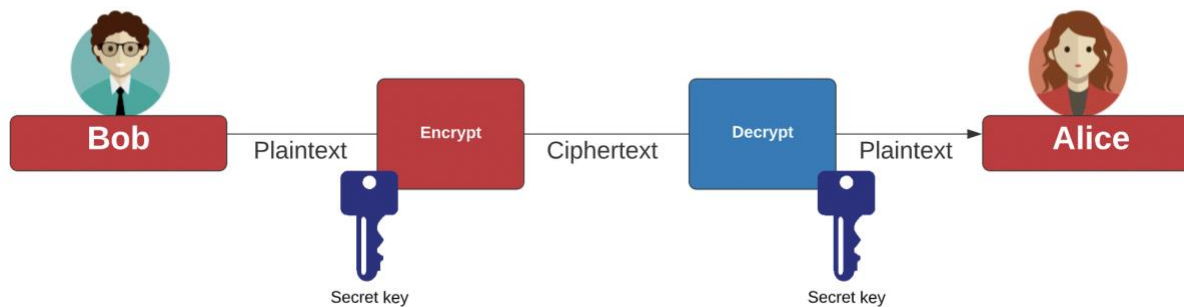 Bob
Plaintext
Encrypt
Ciphertext
Decrypt
Plaintext
Alice
Secret key
Secret key